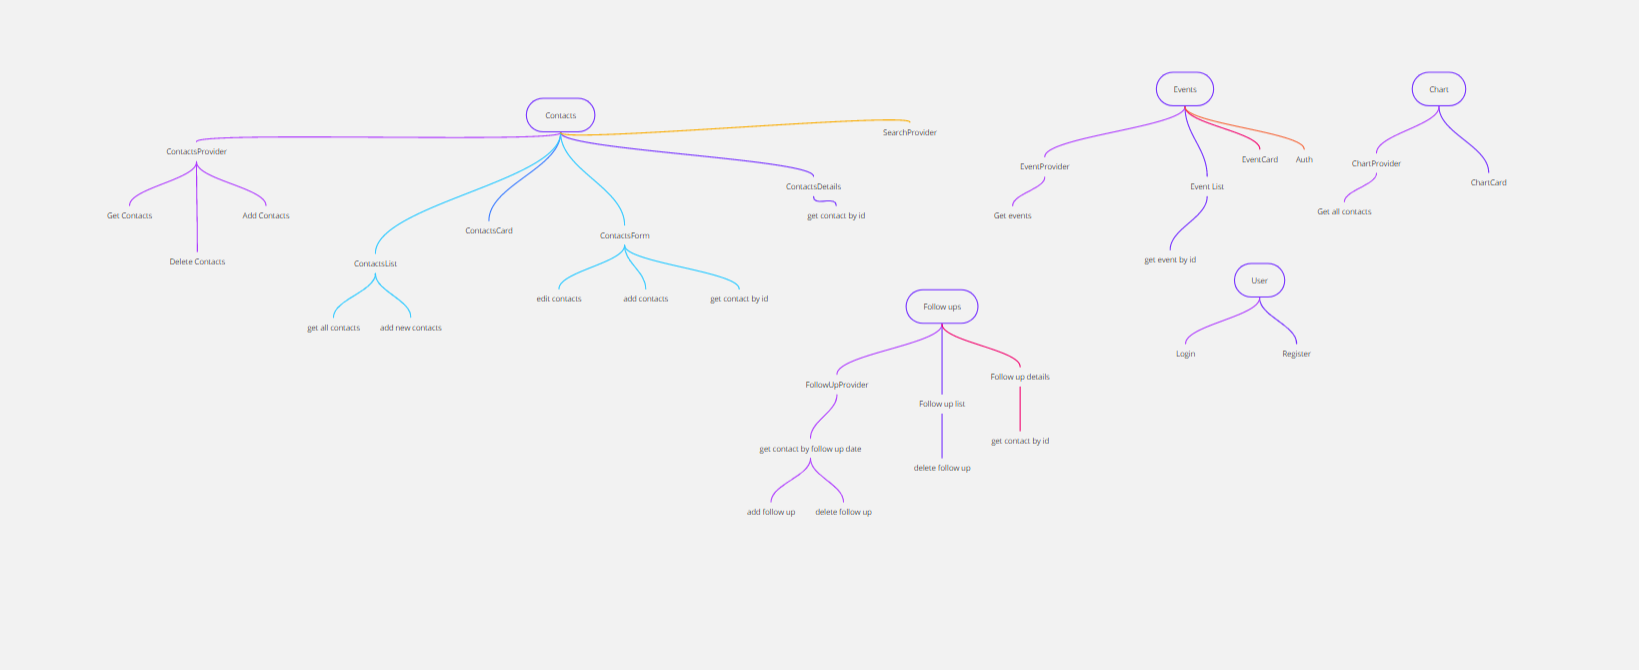 Contacts
ContactsProvider
Get Contacts
Delete Contacts
Add Contacts
ContactsList
get all contacts
add new contacts
ContactsCard
ContactsForm
edit contacts
add contacts
get contact by id
ContactsDetails
get contact by id
SearchProvider
Follow ups
FollowUpProvider
get contact by follow up date
add follow up
delete follow up
Follow up list
delete follow up
Follow up details
get contact by id
Events
EventProvider
Get events
Event List
get event by id
EventCard
Auth
User
Login
Register
Chart
ChartProvider
Get all contacts
ChartCard